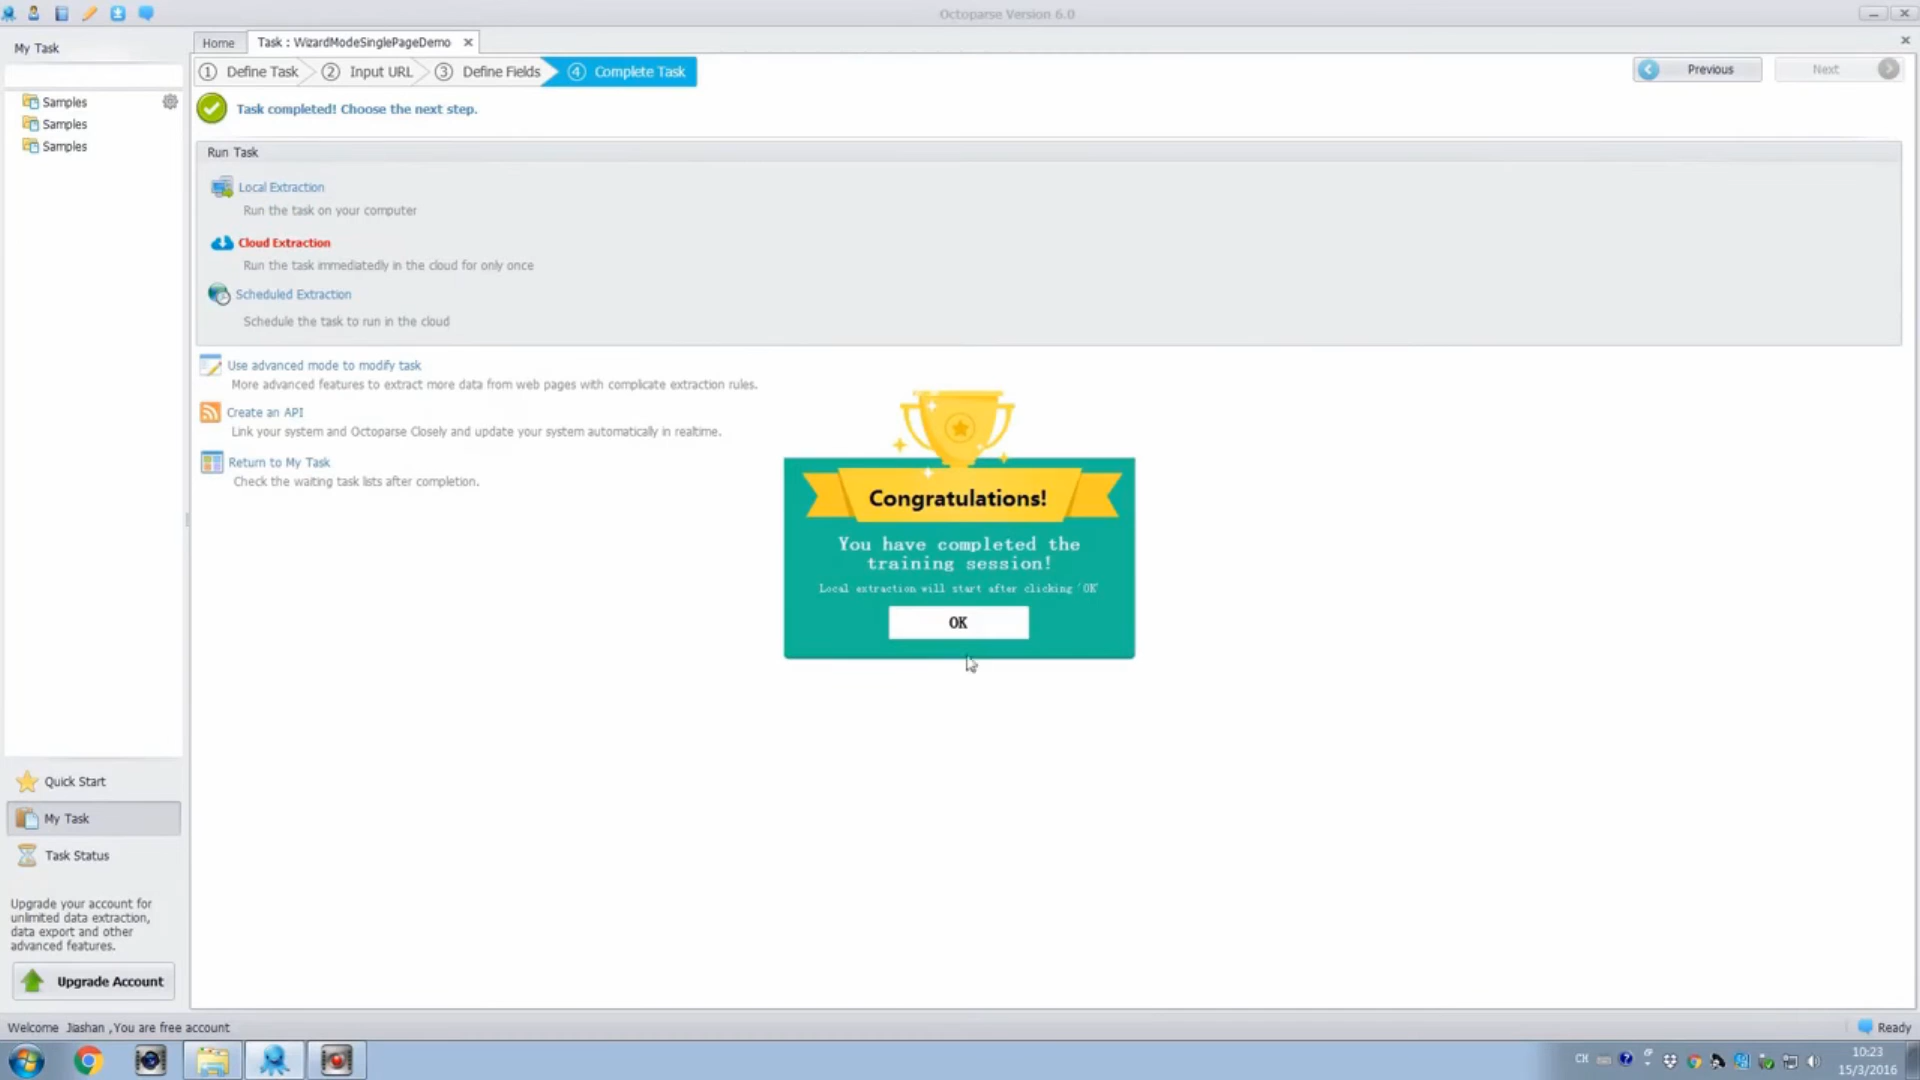 Octoparse Version 6.0
My Task
Home
Task : WizardModeSinglePageDemo
1 Define Task
2 Input URL
3 Define Fields
4 Complete Task
Previous
Next
Samples
Samples
Samples
Task completed! Choose the next step.
Run Task
Local Extraction
Run the task on your computer
Cloud Extraction
Run the task immediatedly in the cloud for only once
Scheduled Extraction
Schedule the task to run in the cloud
Use advanced mode to modify task
More advanced features to extract more data from web pages with complicate extraction rules.
Create an API
Link your system and Octoparse Closely and update your system automatically in realtime.
Return to My Task
Check the waiting task lists after completion.
Congratulations!
You have completed the
training session!
Local extraction will start after clicking 'OK'
OK
Quick Start
My Task
Task Status
Upgrade your account for
unlimited data extraction,
data export and other
advanced features.
Upgrade Account
Welcome Jiashan ,You are free account
Ready
CH
10:23
15/3/2016